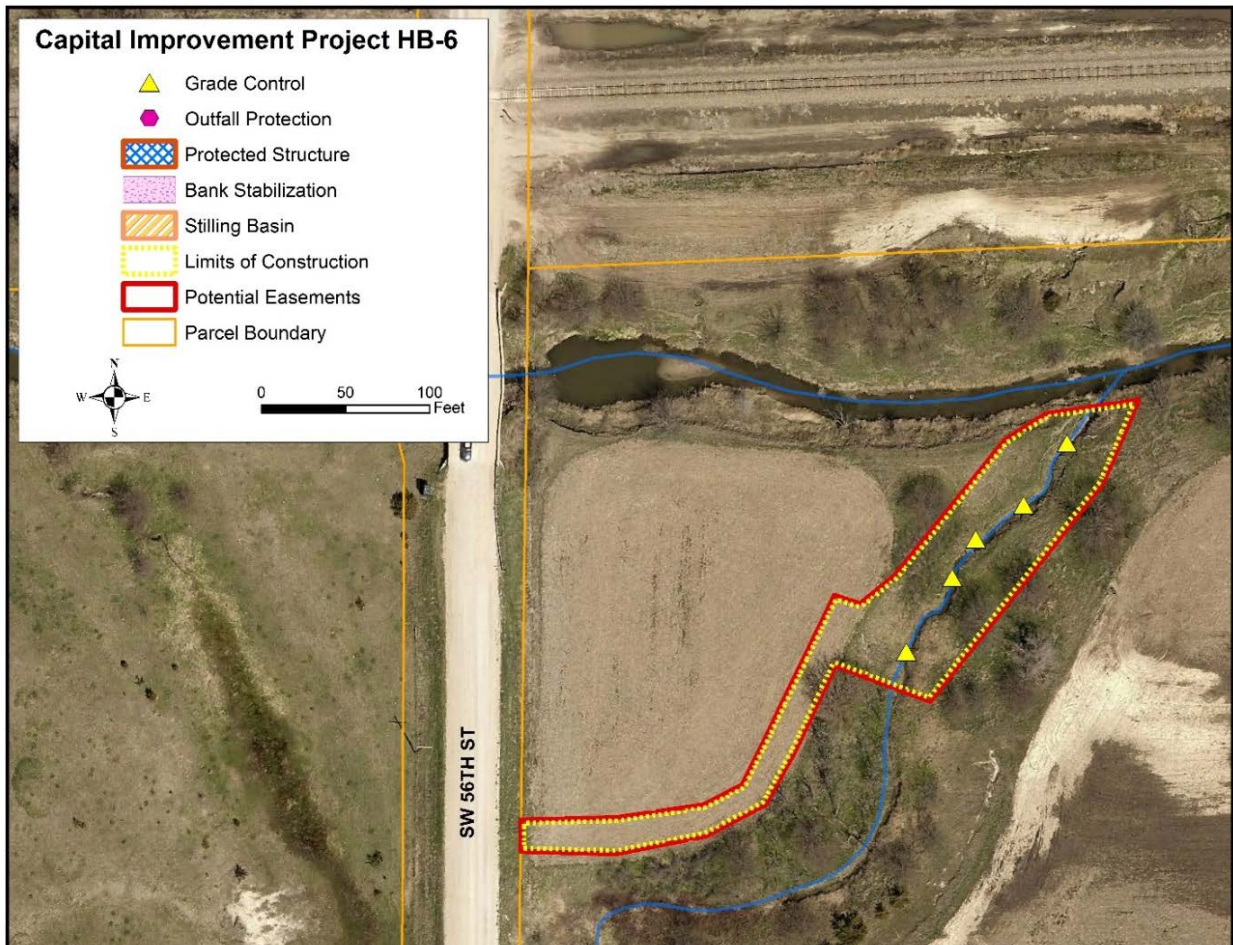 Capital Improvement Project HB-6
Grade Control
Outfall Protection
Protected Structure
Bank Stabilization
Stilling Basin
Limits of Construction
Potential Easements
Parcel Boundary
N
W E
S
0 50 100
Feet
SW 56TH ST